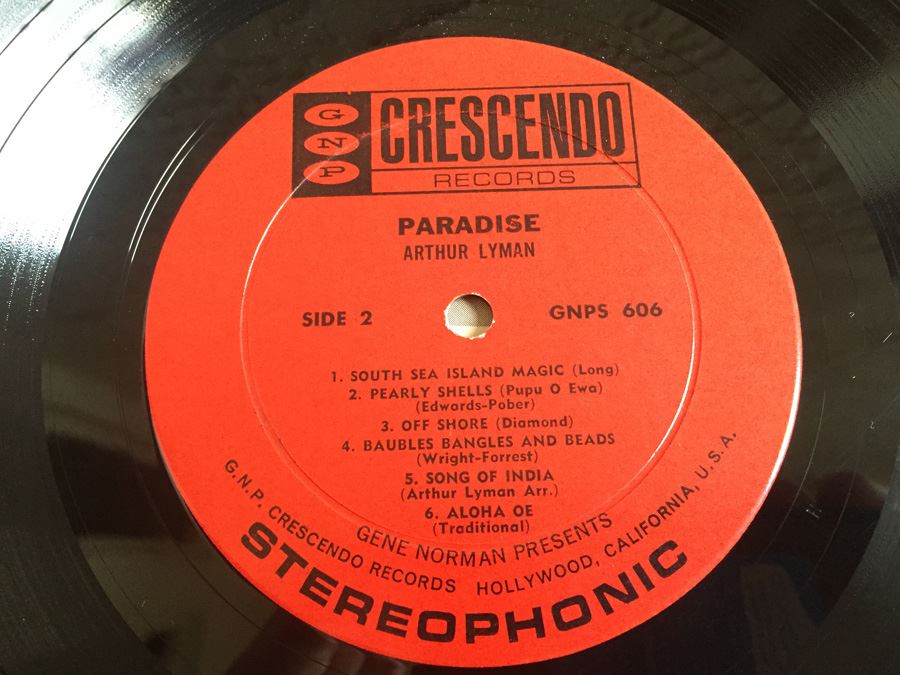 G
N
P
CRESCENDO
RECORDS
PARADISE
ARTHUR LYMAN
SIDE 2
GNPS 606
1. SOUTH SEA ISLAND MAGIC (Long)
2. PEARLY SHELLS (Pupu O Ewa)
(Edwards-Pober)
3. OFF SHORE (Diamond)
4. BAUBLES BANGLES AND BEADS
(Wright-Forrest)
5. SONG OF INDIA
(Arthur Lyman Arr.)
6. ALOHA OE
(Traditional)
GENE NORMAN PRESENTS
G.N.P. CRESCENDO RECORDS HOLLYWOOD, CALIFORNIA, U.S.A.
STEREOPHONIC